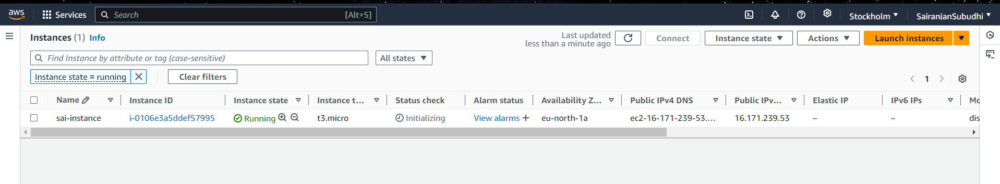 aws Services Search [Alt+S] Stockholm SairanjanSubudhi
Instances (1) Info
Last updated
less than a minute ago
Connect Instance state Actions Launch instances
Find Instance by attribute or tag (case-sensitive) All states
Instance state = running Clear filters
1
Name Instance ID Instance state Instance t... Status check Alarm status Availability Z... Public IPv4 DNS Public IPv... Elastic IP IPv6 IPs Mo
sai-instance i-0106e3a5ddef57995 Running t3.micro Initializing View alarms + eu-north-1a ec2-16-171-239-53.... 16.171.239.53 – – dis